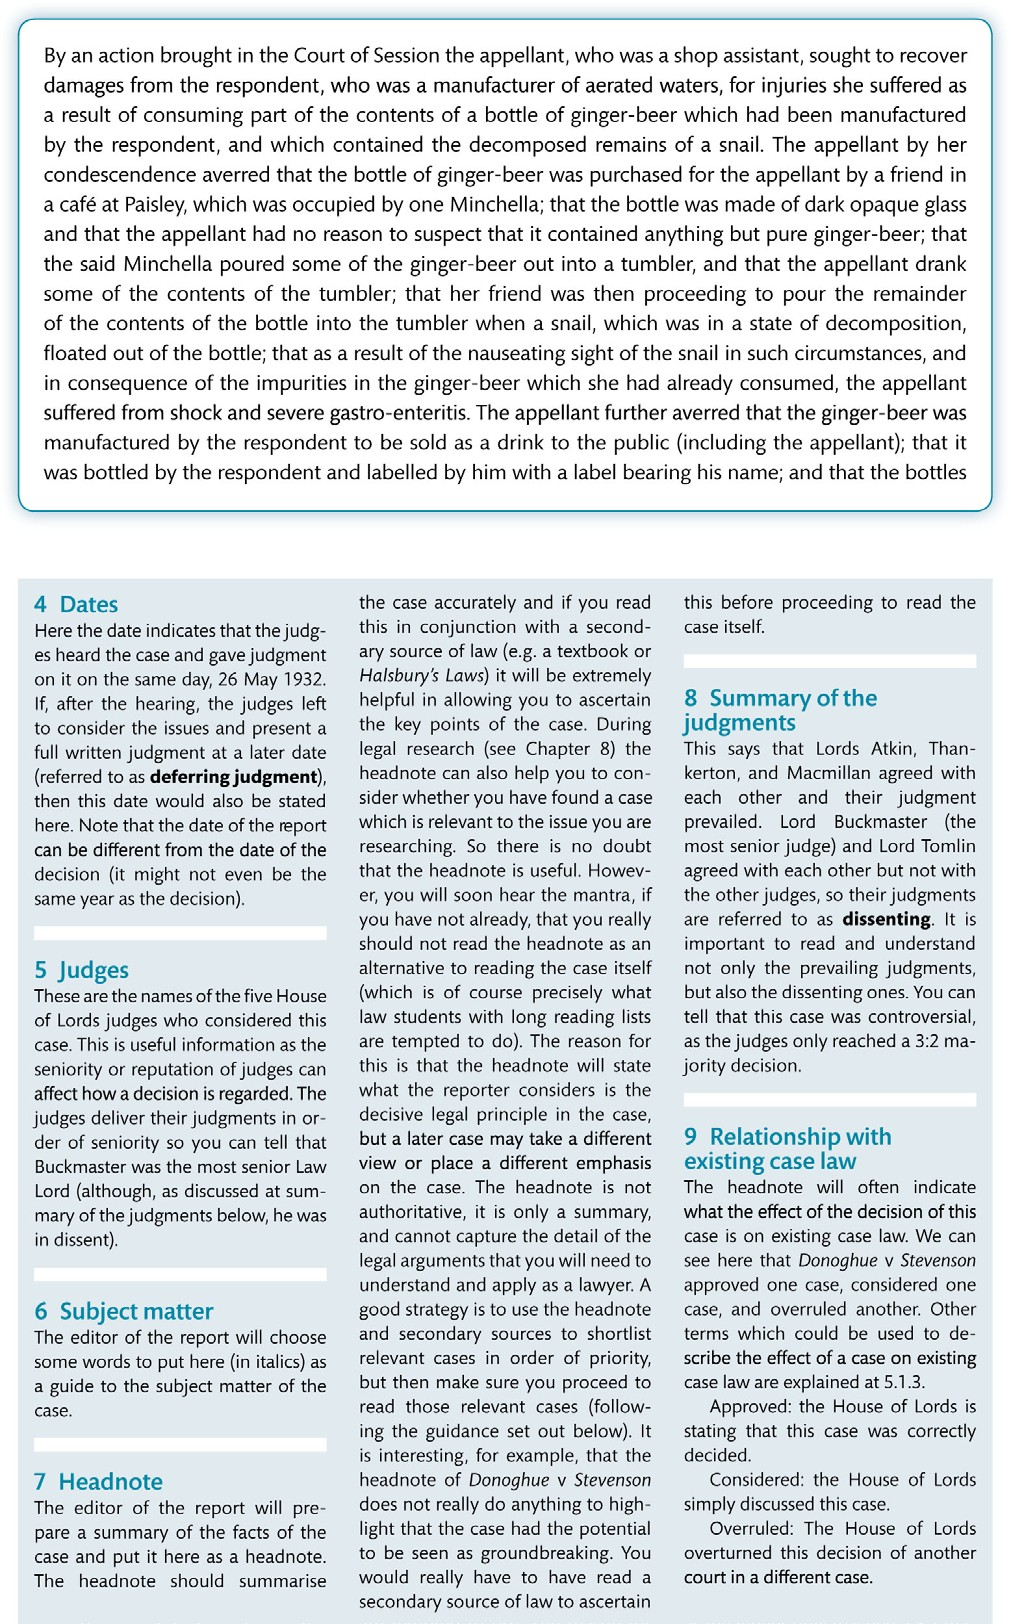 By an action brought in the Court of Session the appellant, who was a shop assistant, sought to recover
damages from the respondent, who was a manufacturer of aerated waters, for injuries she suffered as
a result of consuming part of the contents of a bottle of ginger-beer which had been manufactured
by the respondent, and which contained the decomposed remains of a snail. The appellant by her
condescendence averred that the bottle of ginger-beer was purchased for the appellant by a friend in
a café at Paisley, which was occupied by one Minchella; that the bottle was made of dark opaque glass
and that the appellant had no reason to suspect that it contained anything but pure ginger-beer; that
the said Minchella poured some of the ginger-beer out into a tumbler, and that the appellant drank
some of the contents of the tumbler; that her friend was then proceeding to pour the remainder
of the contents of the bottle into the tumbler when a snail, which was in a state of decomposition,
floated out of the bottle; that as a result of the nauseating sight of the snail in such circumstances, and
in consequence of the impurities in the ginger-beer which she had already consumed, the appellant
suffered from shock and severe gastro-enteritis. The appellant further averred that the ginger-beer was
manufactured by the respondent to be sold as a drink to the public (including the appellant); that it
was bottled by the respondent and labelled by him with a label bearing his name; and that the bottles
4 Dates
Here the date indicates that the judg-
es heard the case and gave judgment
on it on the same day, 26 May 1932.
If, after the hearing, the judges left
to consider the issues and present a
full written judgment at a later date
(referred to as deferring judgment),
then this date would also be stated
here. Note that the date of the report
can be different from the date of the
decision (it might not even be the
same year as the decision).
5 Judges
These are the names of the five House
of Lords judges who considered this
case. This is useful information as the
seniority or reputation of judges can
affect how a decision is regarded. The
judges deliver their judgments in or-
der of seniority so you can tell that
Buckmaster was the most senior Law
Lord (although, as discussed at sum-
mary of the judgments below, he was
in dissent).
6 Subject matter
The editor of the report will choose
some words to put here (in italics) as
a guide to the subject matter of the
case.
7 Headnote
The editor of the report will pre-
pare a summary of the facts of the
case and put it here as a headnote.
The headnote should summarise
the case accurately and if you read
this in conjunction with a second-
ary source of law (e.g. a textbook or
Halsbury's Laws) it will be extremely
helpful in allowing you to ascertain
the key points of the case. During
legal research (see Chapter 8) the
headnote can also help you to con-
sider whether you have found a case
which is relevant to the issue you are
researching. So there is no doubt
that the headnote is useful. Howev-
er, you will soon hear the mantra, if
you have not already, that you really
should not read the headnote as an
alternative to reading the case itself
(which is of course precisely what
law students with long reading lists
are tempted to do). The reason for
this is that the headnote will state
what the reporter considers is the
decisive legal principle in the case,
but a later case may take a different
view or place a different emphasis
on the case. The headnote is not
authoritative, it is only a summary,
and cannot capture the detail of the
legal arguments that you will need to
understand and apply as a lawyer. A
good strategy is to use the headnote
and secondary sources to shortlist
relevant cases in order of priority,
but then make sure you proceed to
read those relevant cases (follow-
ing the guidance set out below). It
is interesting, for example, that the
headnote of Donoghue v Stevenson
does not really do anything to high-
light that the case had the potential
to be seen as groundbreaking. You
would really have to have read a
secondary source of law to ascertain
this before proceeding to read the
case itself.
8 Summary of the
judgments
This says that Lords Atkin, Than-
kerton, and Macmillan agreed with
each other and their judgment
prevailed. Lord Buckmaster (the
most senior judge) and Lord Tomlin
agreed with each other but not with
the other judges, so their judgments
are referred to as dissenting. It is
important to read and understand
not only the prevailing judgments,
but also the dissenting ones. You can
tell that this case was controversial,
as the judges only reached a 3:2 ma-
jority decision.
9 Relationship with
existing case law
The headnote will often indicate
what the effect of the decision of this
case is on existing case law. We can
see here that Donoghue v Stevenson
approved one case, considered one
case, and overruled another. Other
terms which could be used to de-
scribe the effect of a case on existing
case law are explained at 5.1.3.
Approved: the House of Lords is
stating that this case was correctly
decided.
Considered: the House of Lords
simply discussed this case.
Overruled: The House of Lords
overturned this decision of another
court in a different case.